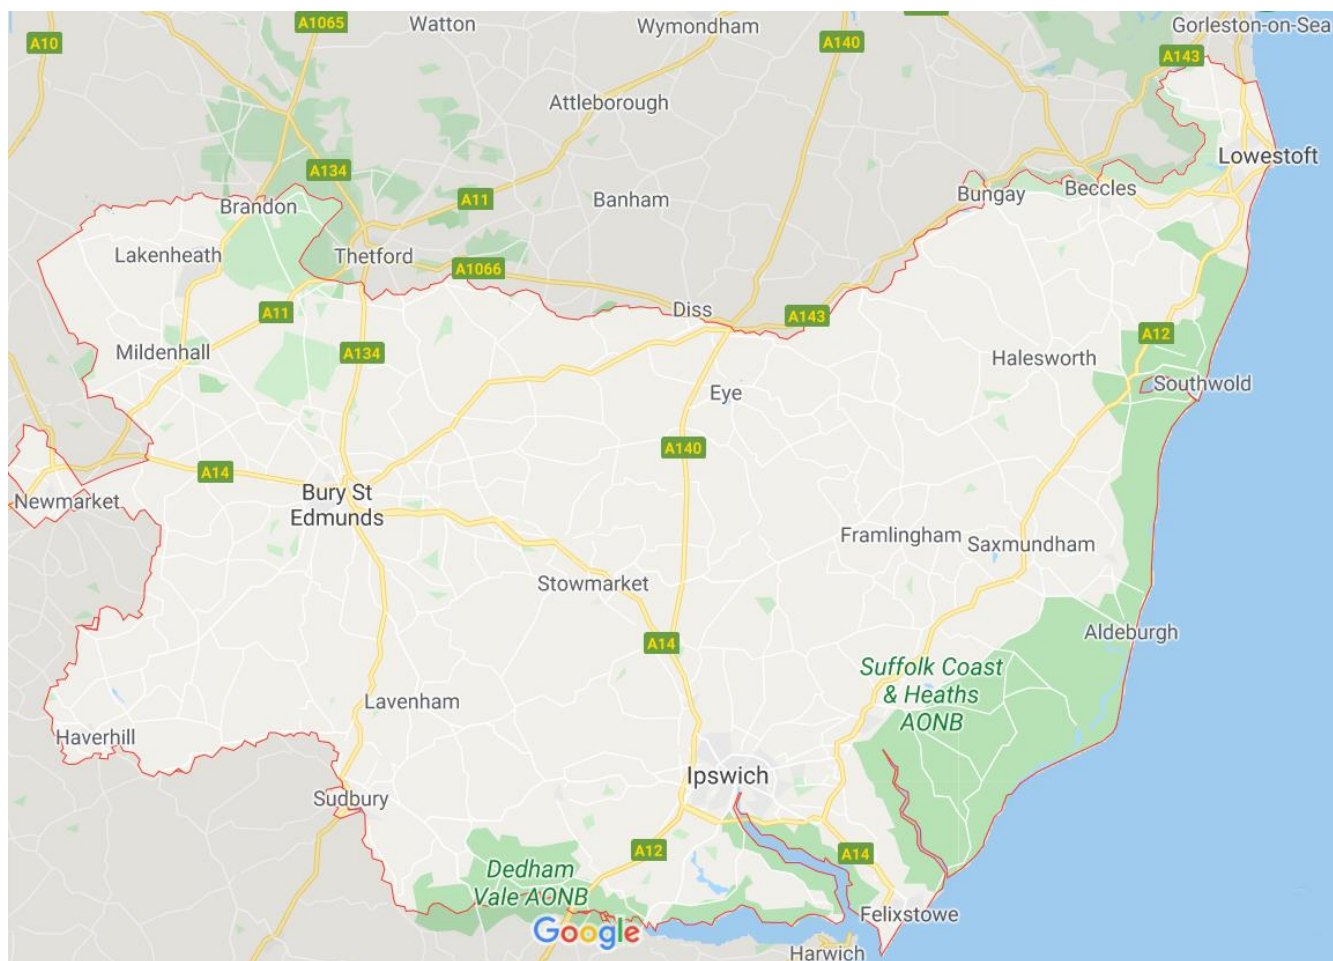 A1065
Watton
Wymondham
A10
A140
Gorleston-on-Sea
A143
Attleborough
Lowestoft
A134
A11
Banham
Bungay
Beccles
Brandon
Lakenheath
Thetford
A1066
A11
Diss
A143
A12
Mildenhall
A134
Halesworth
Southwold
Eye
A140
A14
Bury St
Edmunds
Newmarket
Framlingham
Saxmundham
Stowmarket
Aldeburgh
A14
Suffolk Coast
& Heaths
AONB
Lavenham
Haverhill
Ipswich
Sudbury
A12
A14
Dedham
Vale AONB
Felixstowe
Google
Harwich